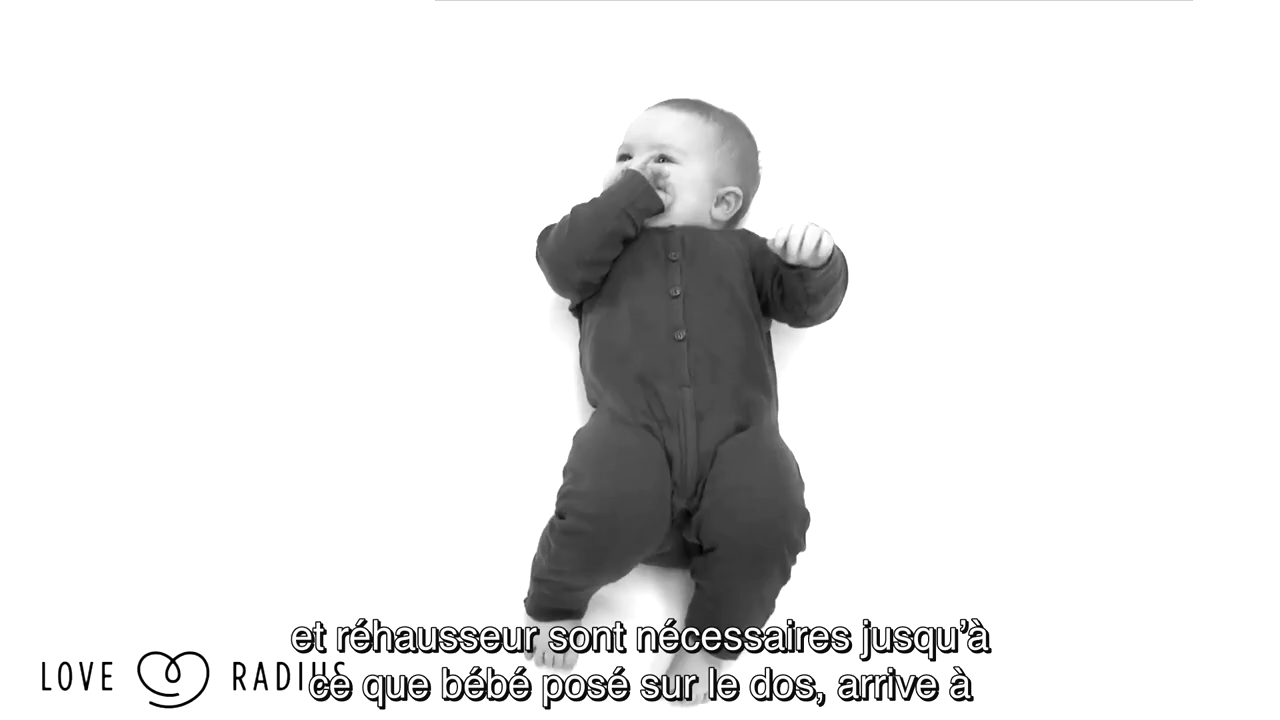 et réhausseur sont nécessaires jusqu'à
ce que bébé posé sur le dos, arrive à
LOVE RADIUS